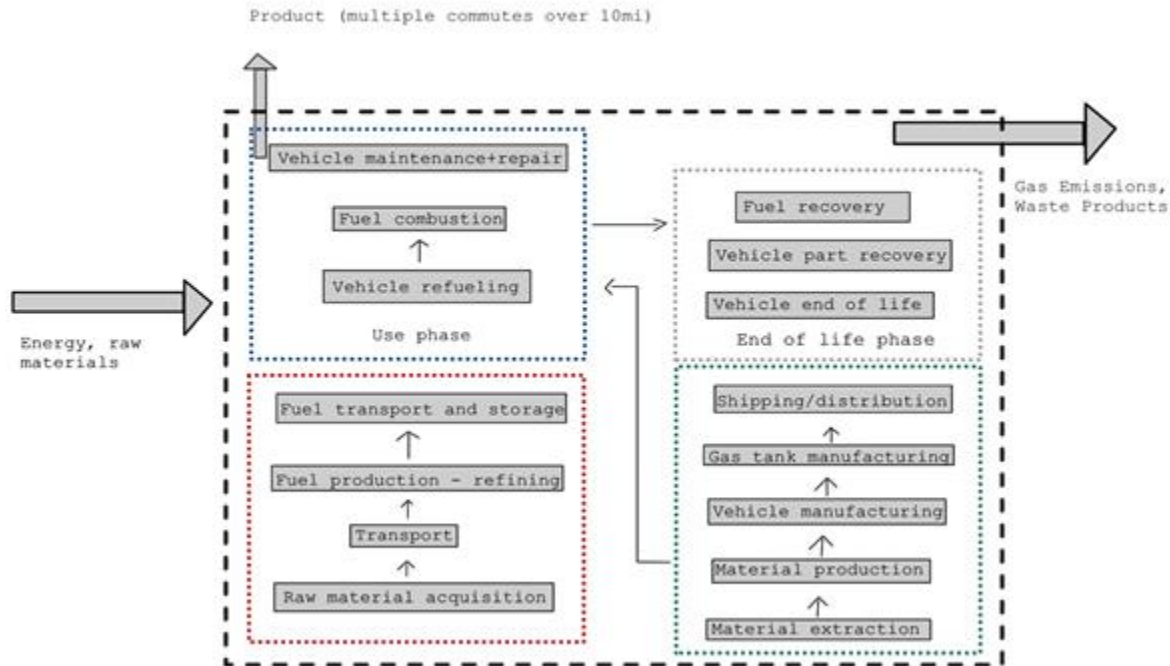 Product (multiple commutes over 10mi)
Vehicle maintenance+repair
Fuel combustion
Vehicle refueling
Use phase
Energy, raw
materials
Fuel recovery
Vehicle part recovery
Vehicle end of life
End of life phase
Gas Emissions,
Waste Products
Fuel transport and storage
Fuel production - refining
Transport
Raw material acquisition
Shipping/distribution
Gas tank manufacturing
Vehicle manufacturing
Material production
Material extraction